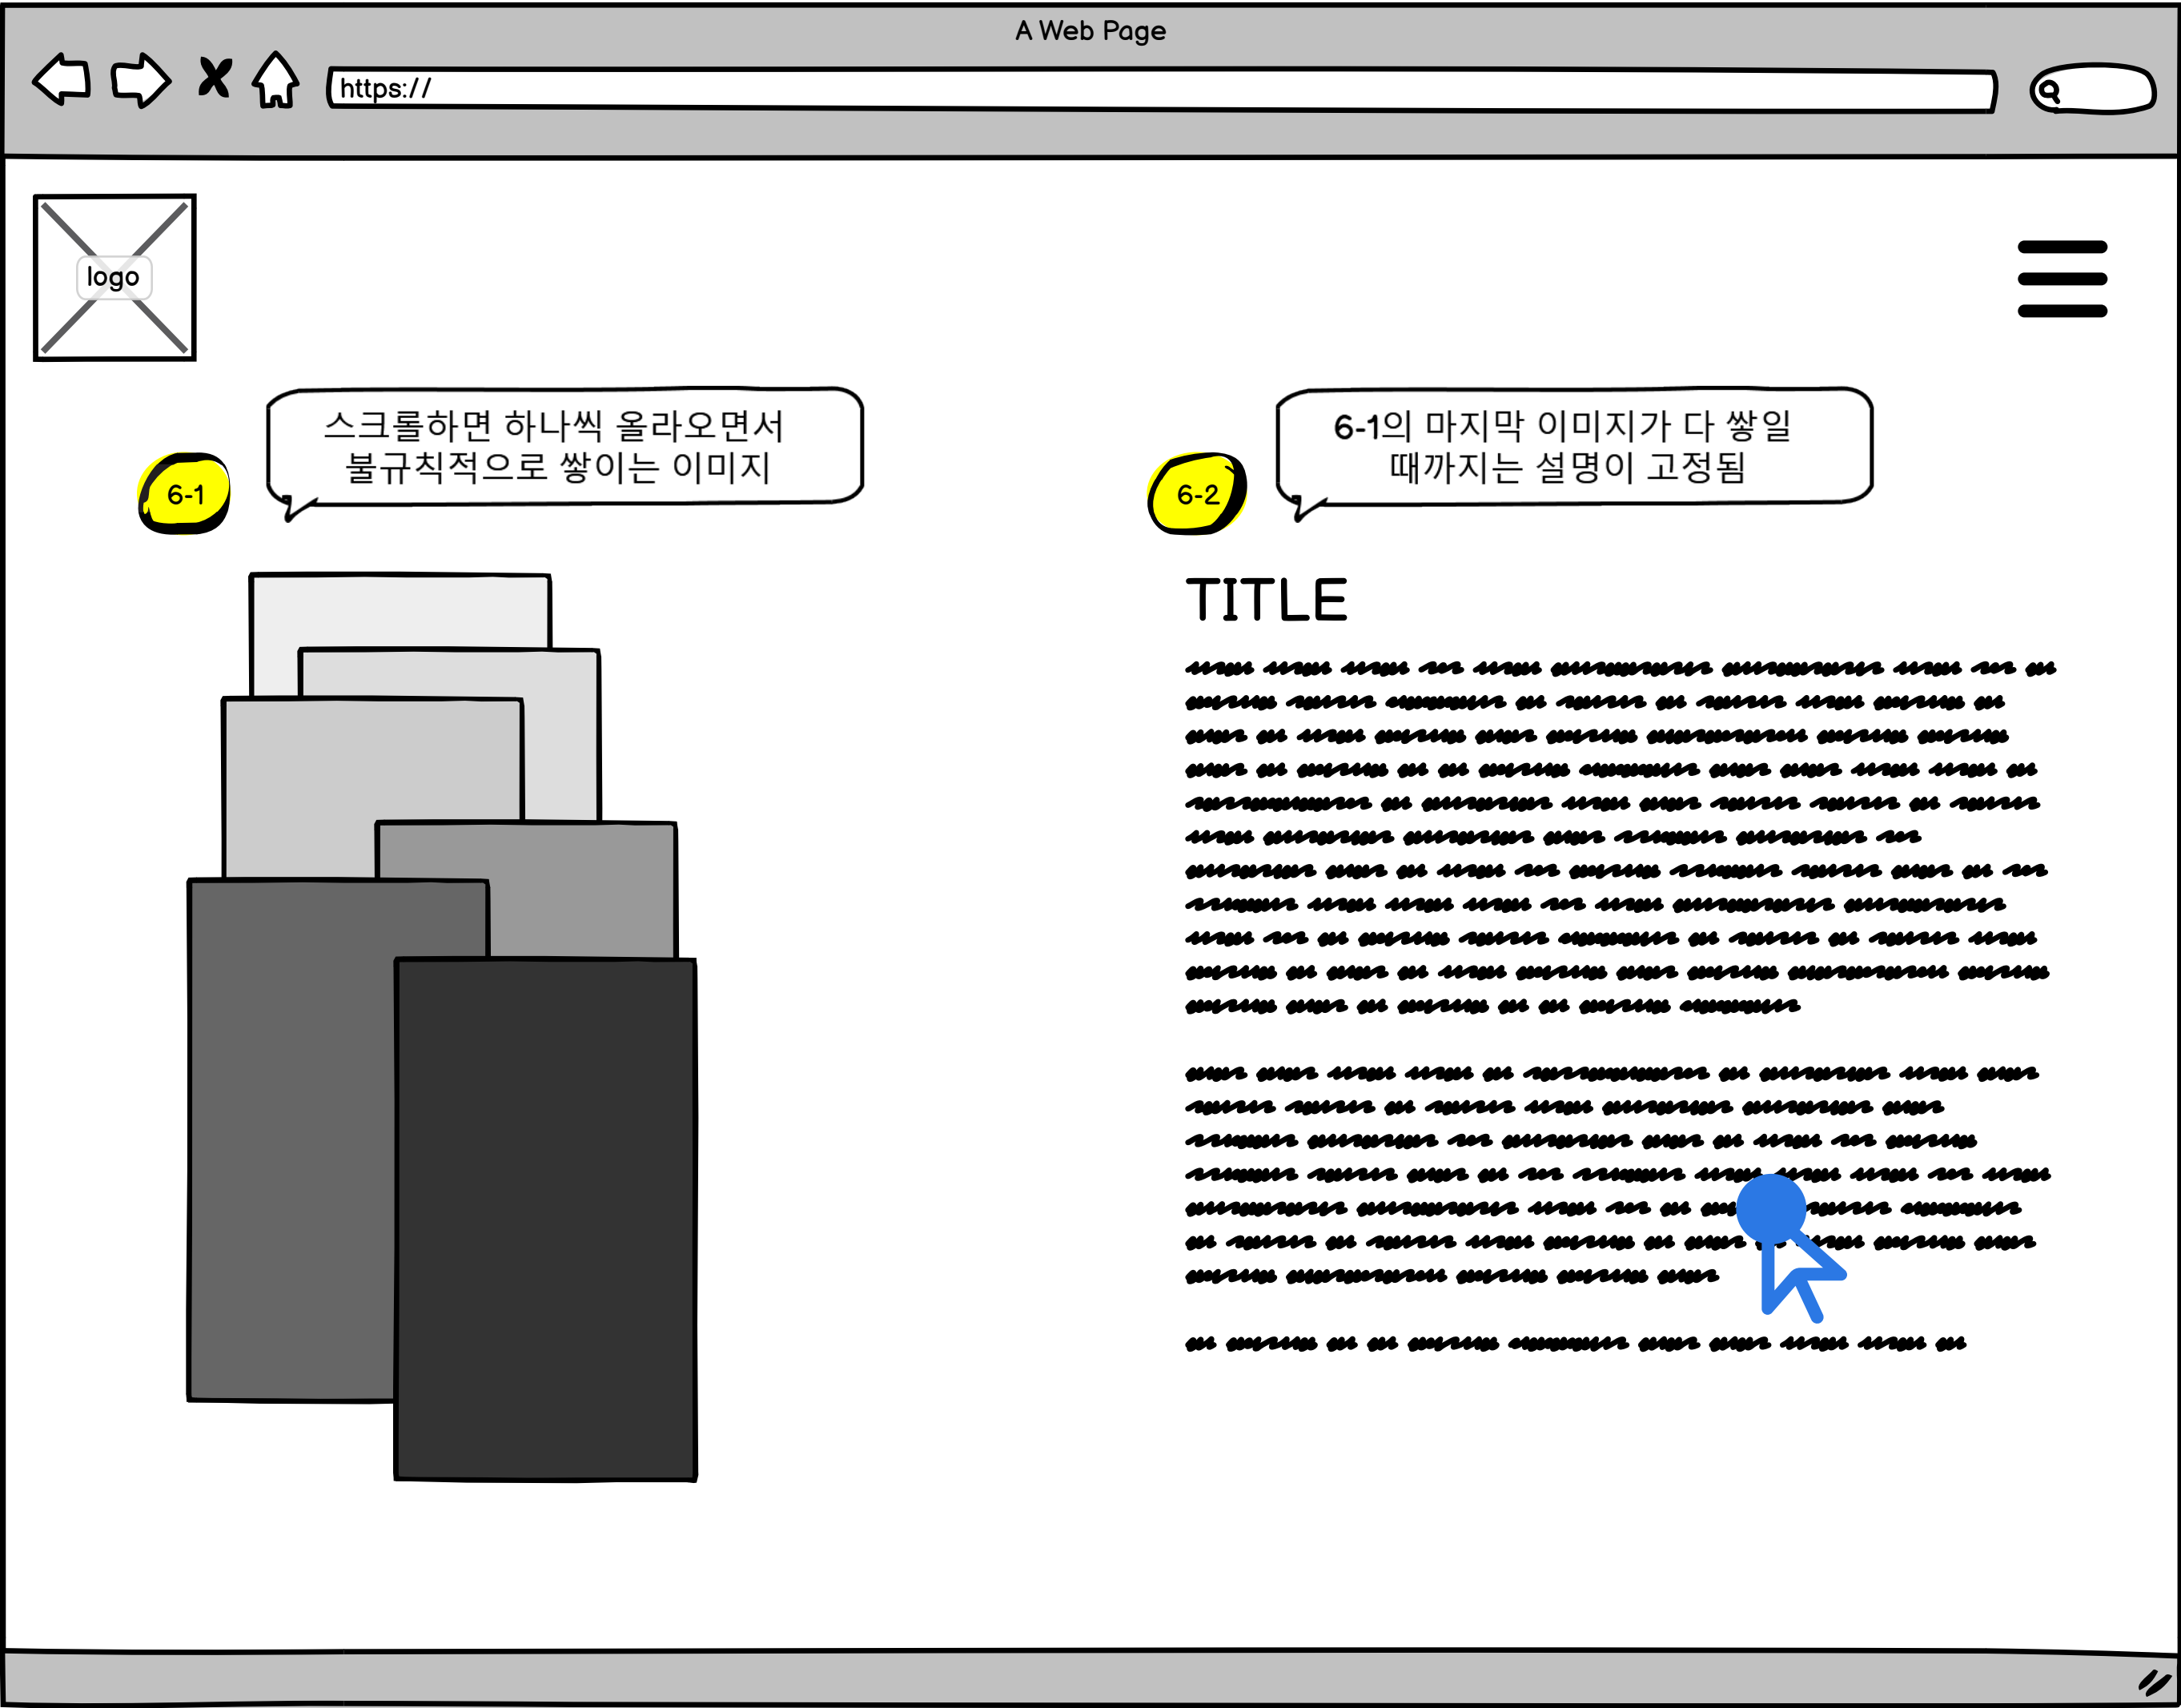 A Web Page
https://
logo
스크롤하면 하나씩 올라오면서
불규칙적으로 쌓이는 이미지
6-1
6-1의 마지막 이미지가 다 쌓일
때까지는 설명이 고정됨
6-2
TITLE